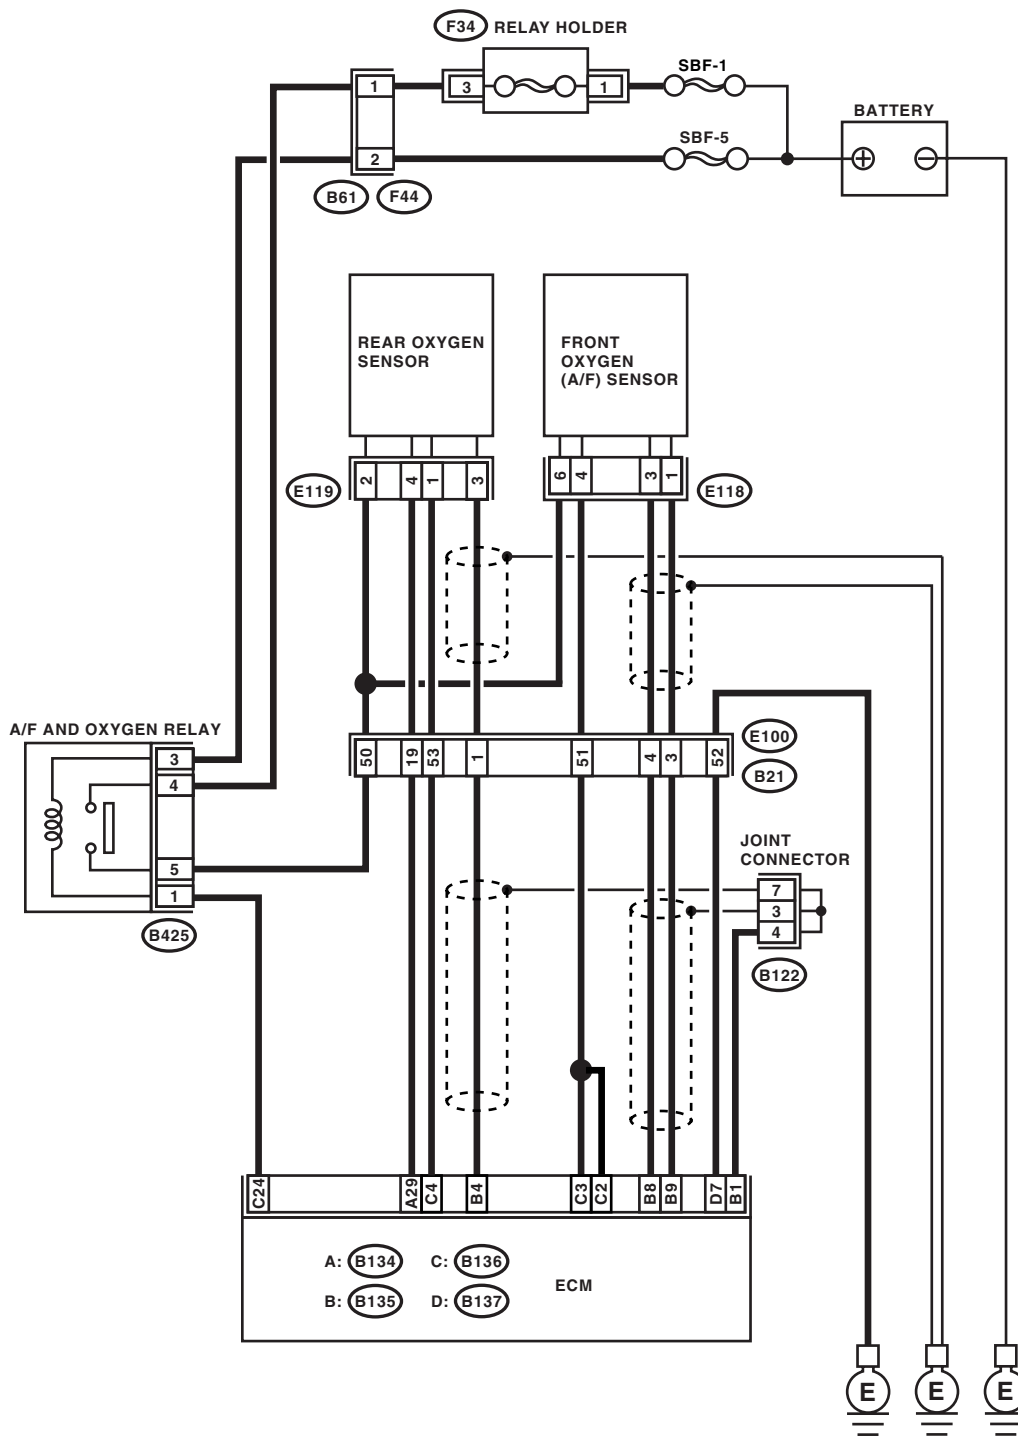 F34 RELAY HOLDER
SBF-1
1 3 1
BATTERY
SBF-5
2
B61 F44
REAR OXYGEN
SENSOR
FRONT
OXYGEN
(A/F) SENSOR
2 4 1 3
6 4 3 1
E119
E118
A/F AND OXYGEN RELAY
3
4
5
1
B425
50 19 53 1 51 4 3 52
E100
B21
JOINT
CONNECTOR
7
3
4
B122
C24 A29 C4 B4 C3 C2 B8 B9 D7 B1
A: B134 C: B136
B: B135 D: B137
ECM
E E E